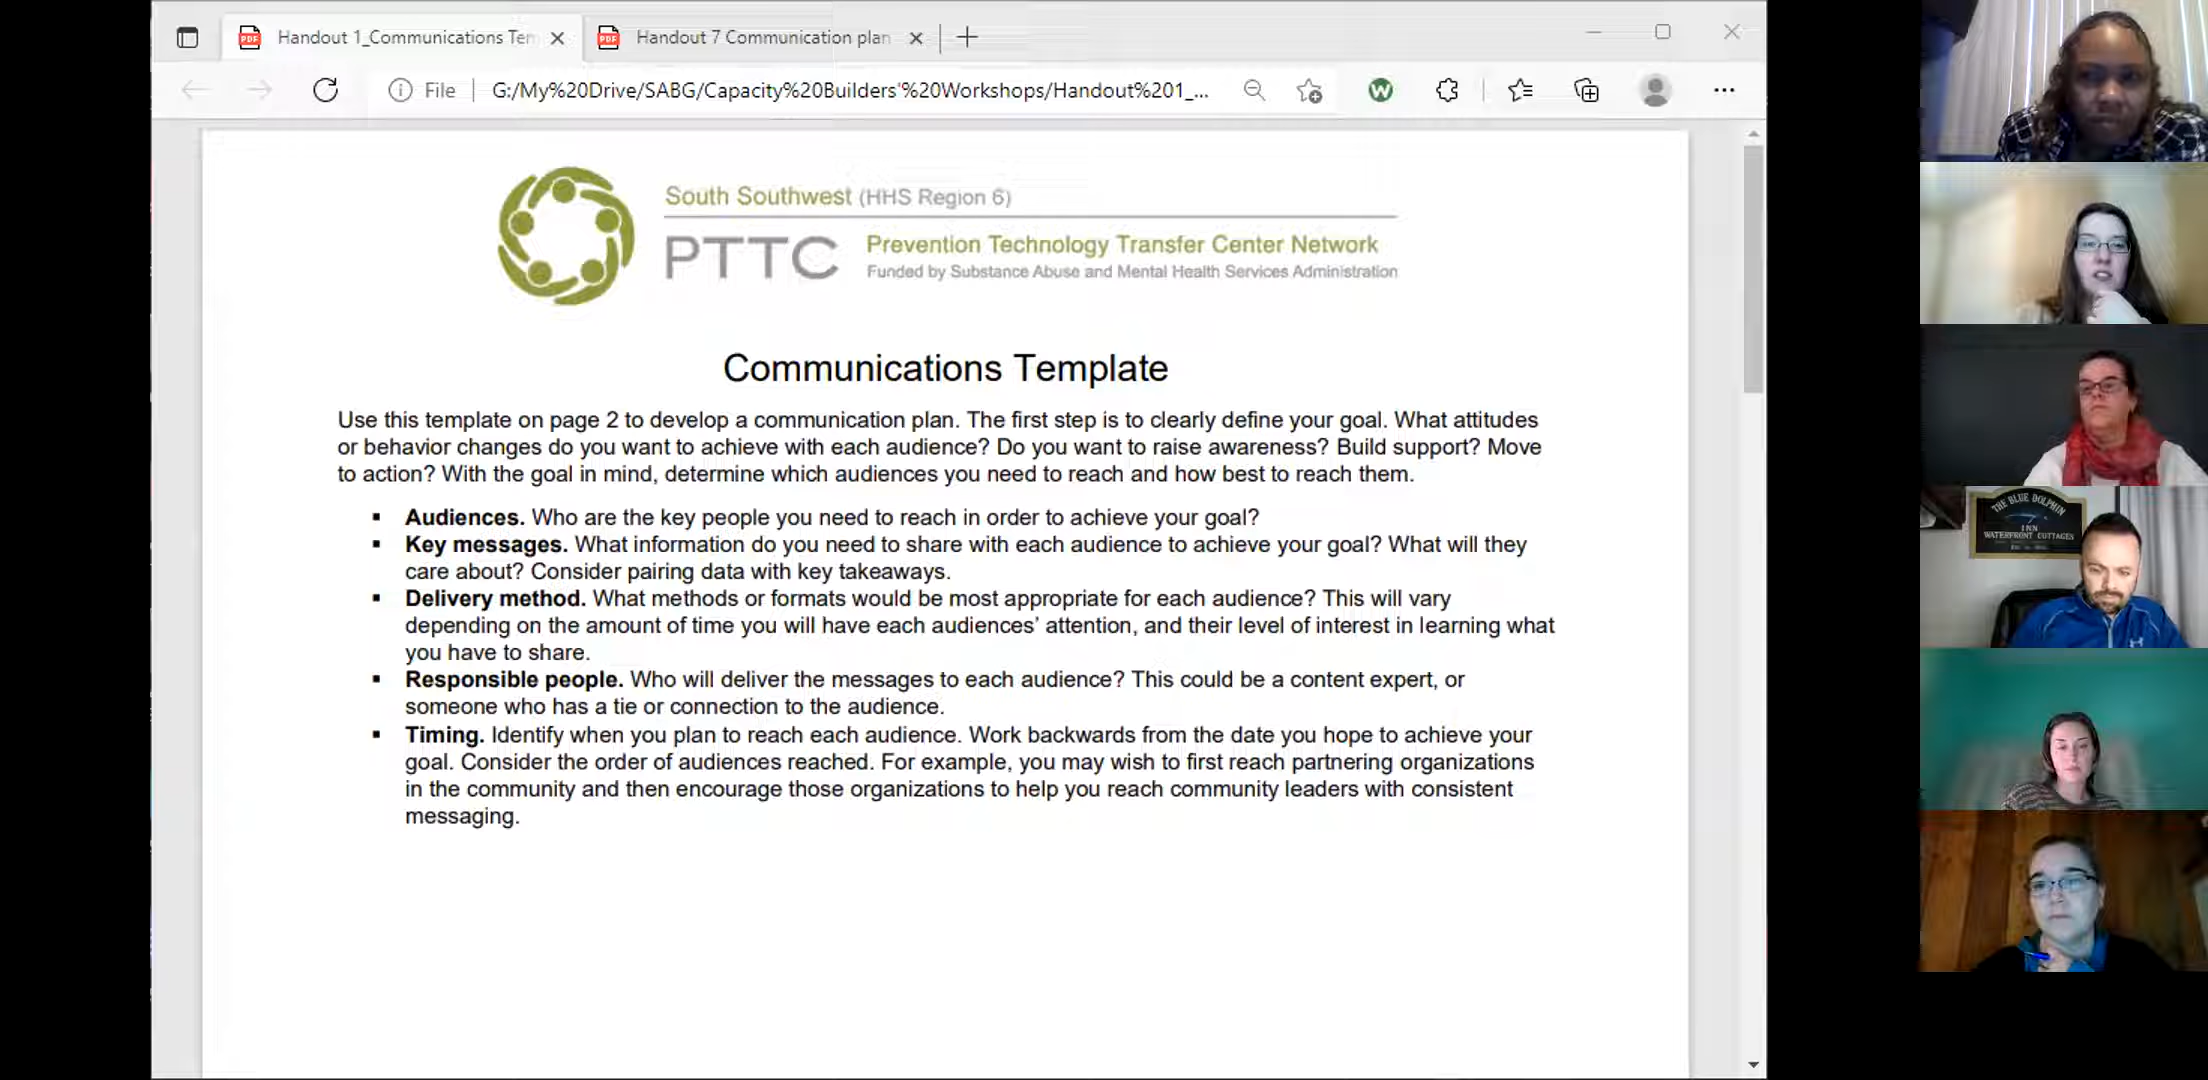 Handout 1_Communications Tem
Handout 7 Communication plan
File
G:/My%20Drive/SABG/Capacity%20Builders'%20Workshops/Handout%201_...
W
South Southwest (HHS Region 6)
PTTC
Prevention Technology Transfer Center Network
Funded by Substance Abuse and Mental Health Services Administration
Communications Template
Use this template on page 2 to develop a communication plan. The first step is to clearly define your goal. What attitudes
or behavior changes do you want to achieve with each audience? Do you want to raise awareness? Build support? Move
to action? With the goal in mind, determine which audiences you need to reach and how best to reach them.
▪ Audiences. Who are the key people you need to reach in order to achieve your goal?
▪ Key messages. What information do you need to share with each audience to achieve your goal? What will they
care about? Consider pairing data with key takeaways.
▪ Delivery method. What methods or formats would be most appropriate for each audience? This will vary
depending on the amount of time you will have each audiences’ attention, and their level of interest in learning what
you have to share.
▪ Responsible people. Who will deliver the messages to each audience? This could be a content expert, or
someone who has a tie or connection to the audience.
▪ Timing. Identify when you plan to reach each audience. Work backwards from the date you hope to achieve your
goal. Consider the order of audiences reached. For example, you may wish to first reach partnering organizations
in the community and then encourage those organizations to help you reach community leaders with consistent
messaging.
THE BLUE DOLPHIN
INN
WATERFRONT COTTAGES